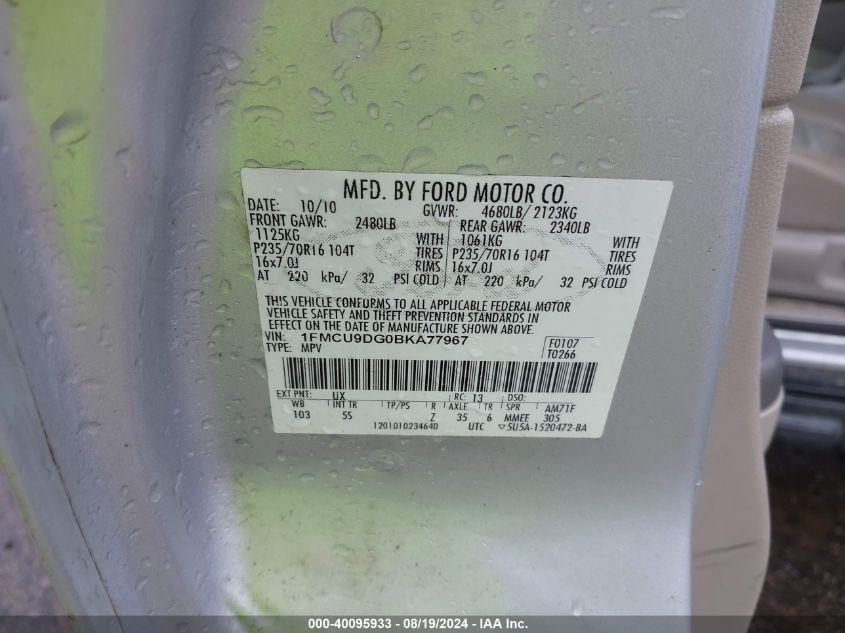 MFD. BY FORD MOTOR CO.
DATE: 10/10 GVWR: 4680LB/ 2123KG
FRONT GAWR: 2480LB REAR GAWR: 2340LB
1125KG WITH 1061KG WITH
P235/70R16 104T TIRES P235/70R16 104T TIRES
16x7.0J RIMS 16x7.0J RIMS
AT 220 kPa/ 32 PSI COLD AT 220 kPa/ 32 PSI COLD
THIS VEHICLE CONFORMS TO ALL APPLICABLE FEDERAL MOTOR
VEHICLE SAFETY AND THEFT PREVENTION STANDARDS IN
EFFECT ON THE DATE OF MANUFACTURE SHOWN ABOVE.
VIN: 1FMCU9DG0BKA77967 F0107
TYPE: MPV T0266
EXT PNT: UX RC: 13 DSO:
WB INT TR TP/PS R AXLE TR SPR AM71F
103 55 Z 35 6 MMEE 305
1201010234640 UTC ▽5U5A-1520472-BA
000-40095933 - 08/19/2024 - IAA Inc.